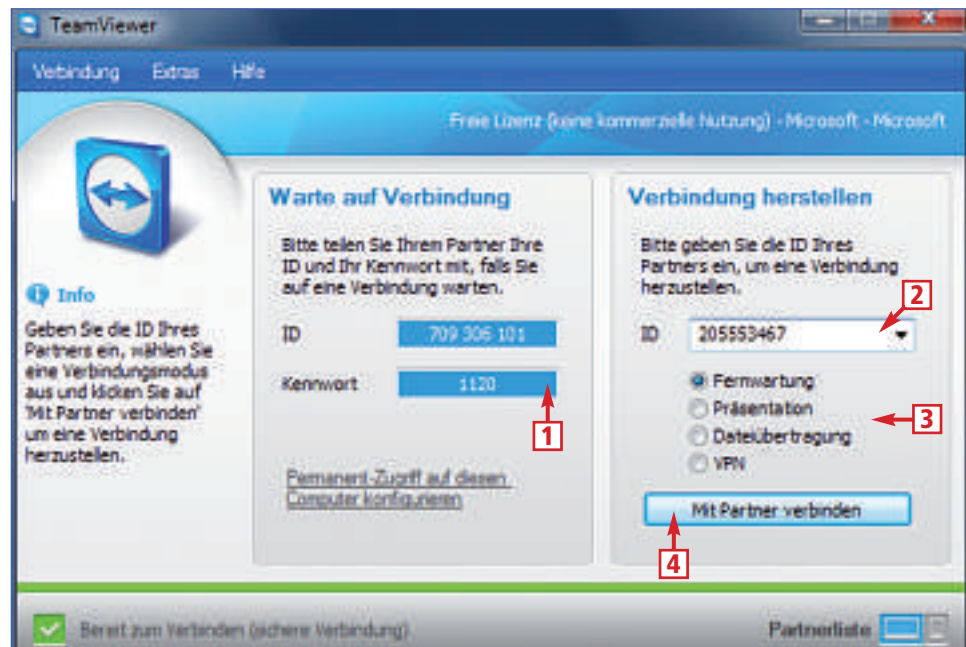 TeamViewer
Verbindung Extras Hilfe
Freie Lizenz (keine kommerzielle Nutzung) - Microsoft - Microsoft
Info
Geben Sie die ID Ihres
Partners ein, wählen Sie
eine Verbindungsmodus
aus und klicken Sie auf
'Mit Partner verbinden'
um eine Verbindung
herzustellen.
Warte auf Verbindung
Bitte teilen Sie Ihrem Partner Ihre
ID und Ihr Kennwort mit, falls Sie
auf eine Verbindung warten.
ID 709 306 101
Kennwort 1120
1
Permanent-Zugriff auf diesen
Computer konfigurieren
Verbindung herstellen
Bitte geben Sie die ID Ihres
Partners ein, um eine Verbindung
herzustellen.
2
ID 205553467
Fernwartung
Präsentation
3
Dateiübertragung
VPN
Mit Partner verbinden
4
Bereit zum Verbinden (sichere Verbindung)
Partnerliste